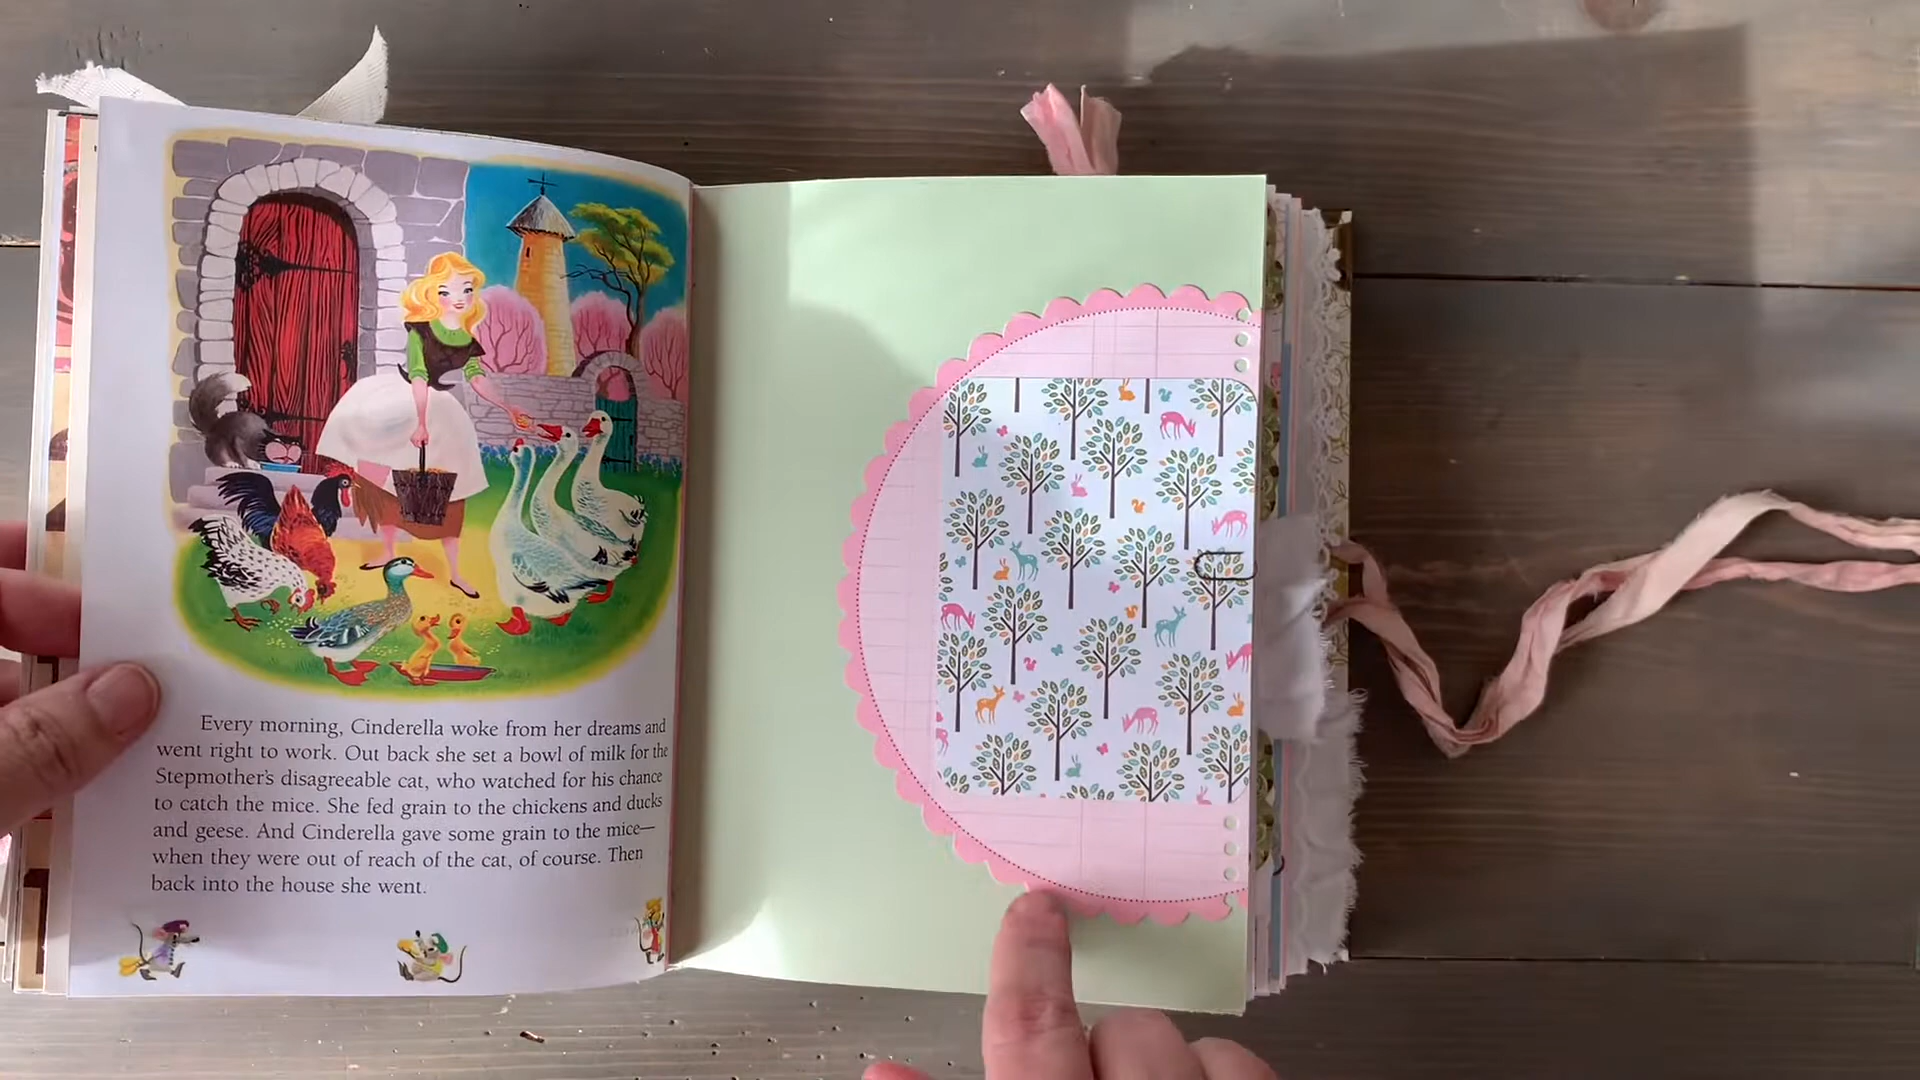 Every morning, Cinderella woke from her dreams and
went right to work. Out back she set a bowl of milk for the
Stepmother's disagreeable cat, who watched for his chance
to catch the mice. She fed grain to the chickens and ducks
and geese. And Cinderella gave some grain to the mice—
when they were out of reach of the cat, of course. Then
back into the house she went.